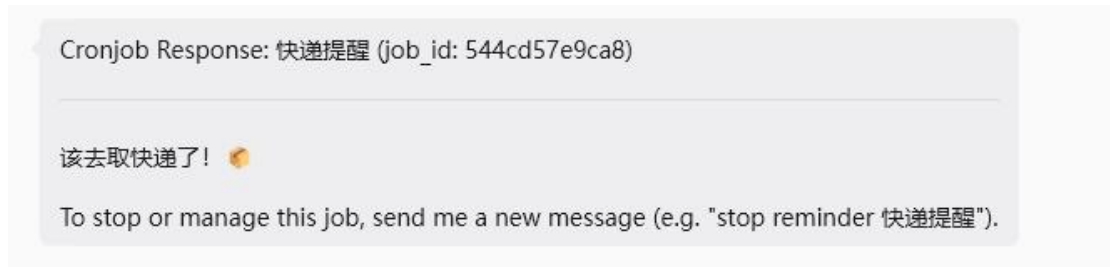 Cronjob Response: 快递提醒 (job_id: 544cd57e9ca8)
该去取快递了！📦
To stop or manage this job, send me a new message (e.g. "stop reminder 快递提醒").